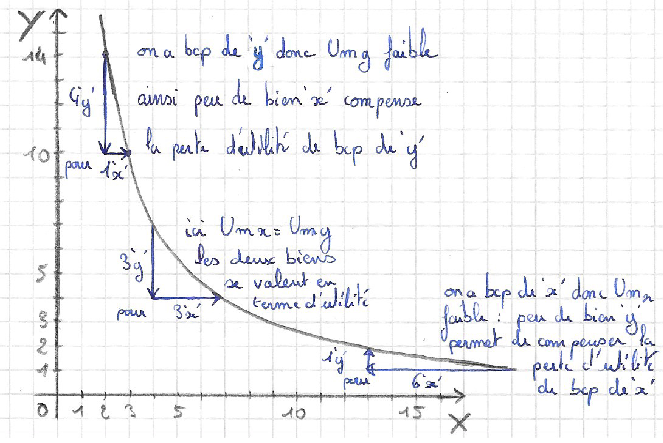 Y
14
on a bcp de 'y' donc Umy faible
4'y'
ainsi peu de bien 'x' compense
10
pour 1'x'
la perte d'utilité de bcp de 'y'
ici Umx = Umy
les deux biens
se valent en
terme d'utilité
3'y'
pour 3'x'
5
4
3
2
1
on a bcp de 'x' donc Umx
faible : peu de bien 'y'
permet de compenser la
perte d'utilité
de bcp de 'x'
1'y'
pour 6'x'
0 1 2 3 5 10 15 X